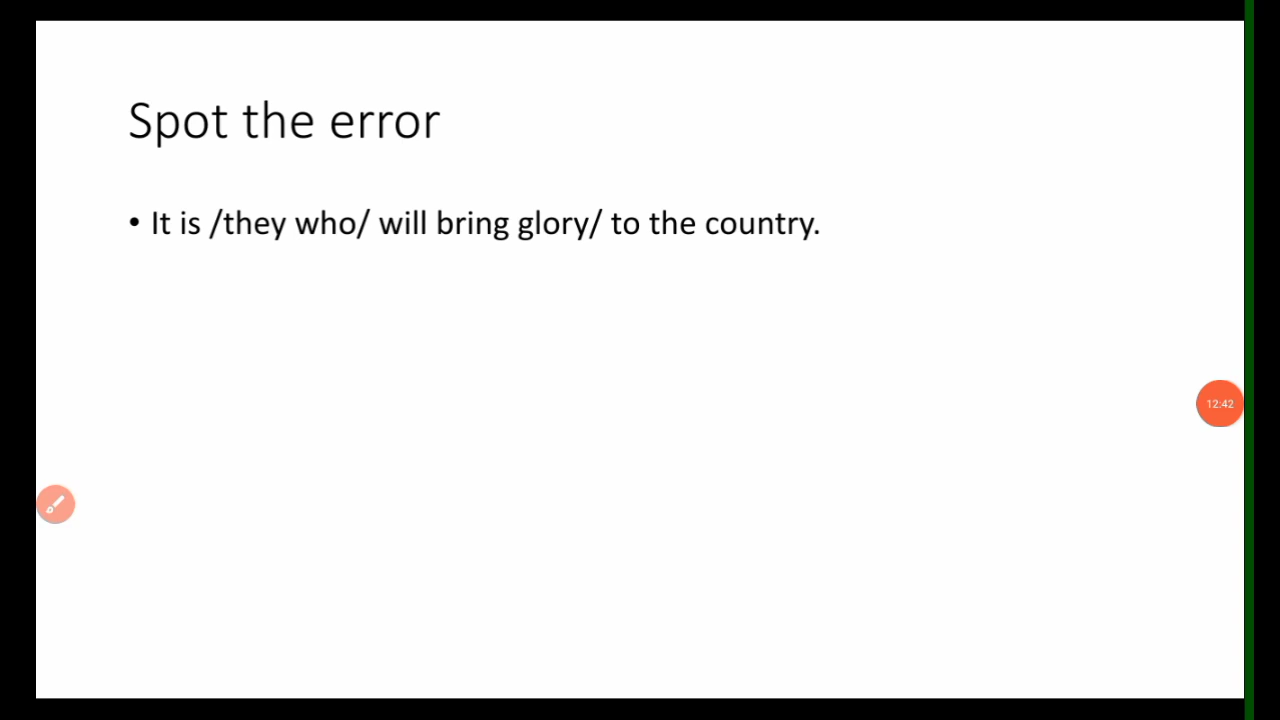 Spot the error
• It is /they who/ will bring glory/ to the country.
12:42